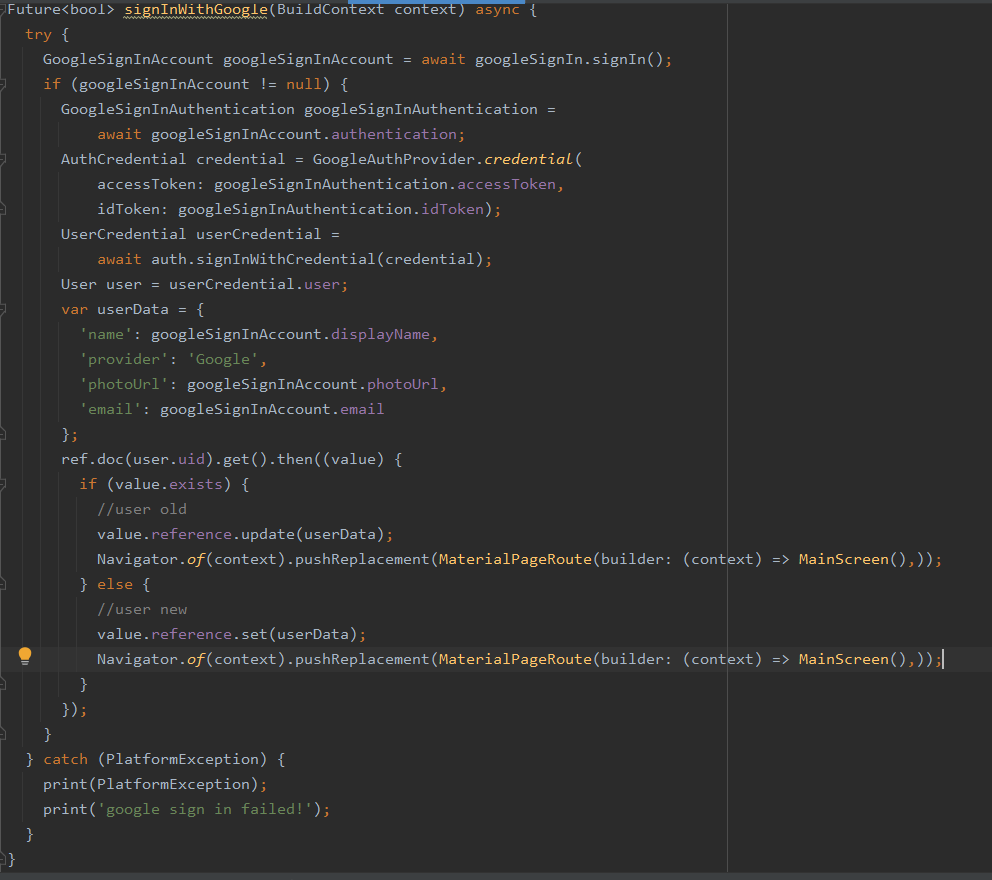 Future<bool> signInWithGoogle(BuildContext context) async {
try {
GoogleSignInAccount googleSignInAccount = await googleSignIn.signIn();
if (googleSignInAccount != null) {
GoogleSignInAuthentication googleSignInAuthentication =
await googleSignInAccount.authentication;
AuthCredential credential = GoogleAuthProvider.credential(
accessToken: googleSignInAuthentication.accessToken,
idToken: googleSignInAuthentication.idToken);
UserCredential userCredential =
await auth.signInWithCredential(credential);
User user = userCredential.user;
var userData = {
'name': googleSignInAccount.displayName,
'provider': 'Google',
'photoUrl': googleSignInAccount.photoUrl,
'email': googleSignInAccount.email
};
ref.doc(user.uid).get().then((value) {
if (value.exists) {
//user old
value.reference.update(userData);
Navigator.of(context).pushReplacement(MaterialPageRoute(builder: (context) => MainScreen(),));
} else {
//user new
value.reference.set(userData);
Navigator.of(context).pushReplacement(MaterialPageRoute(builder: (context) => MainScreen(),));
}
});
}
} catch (PlatformException) {
print(PlatformException);
print('google sign in failed!');
}
}